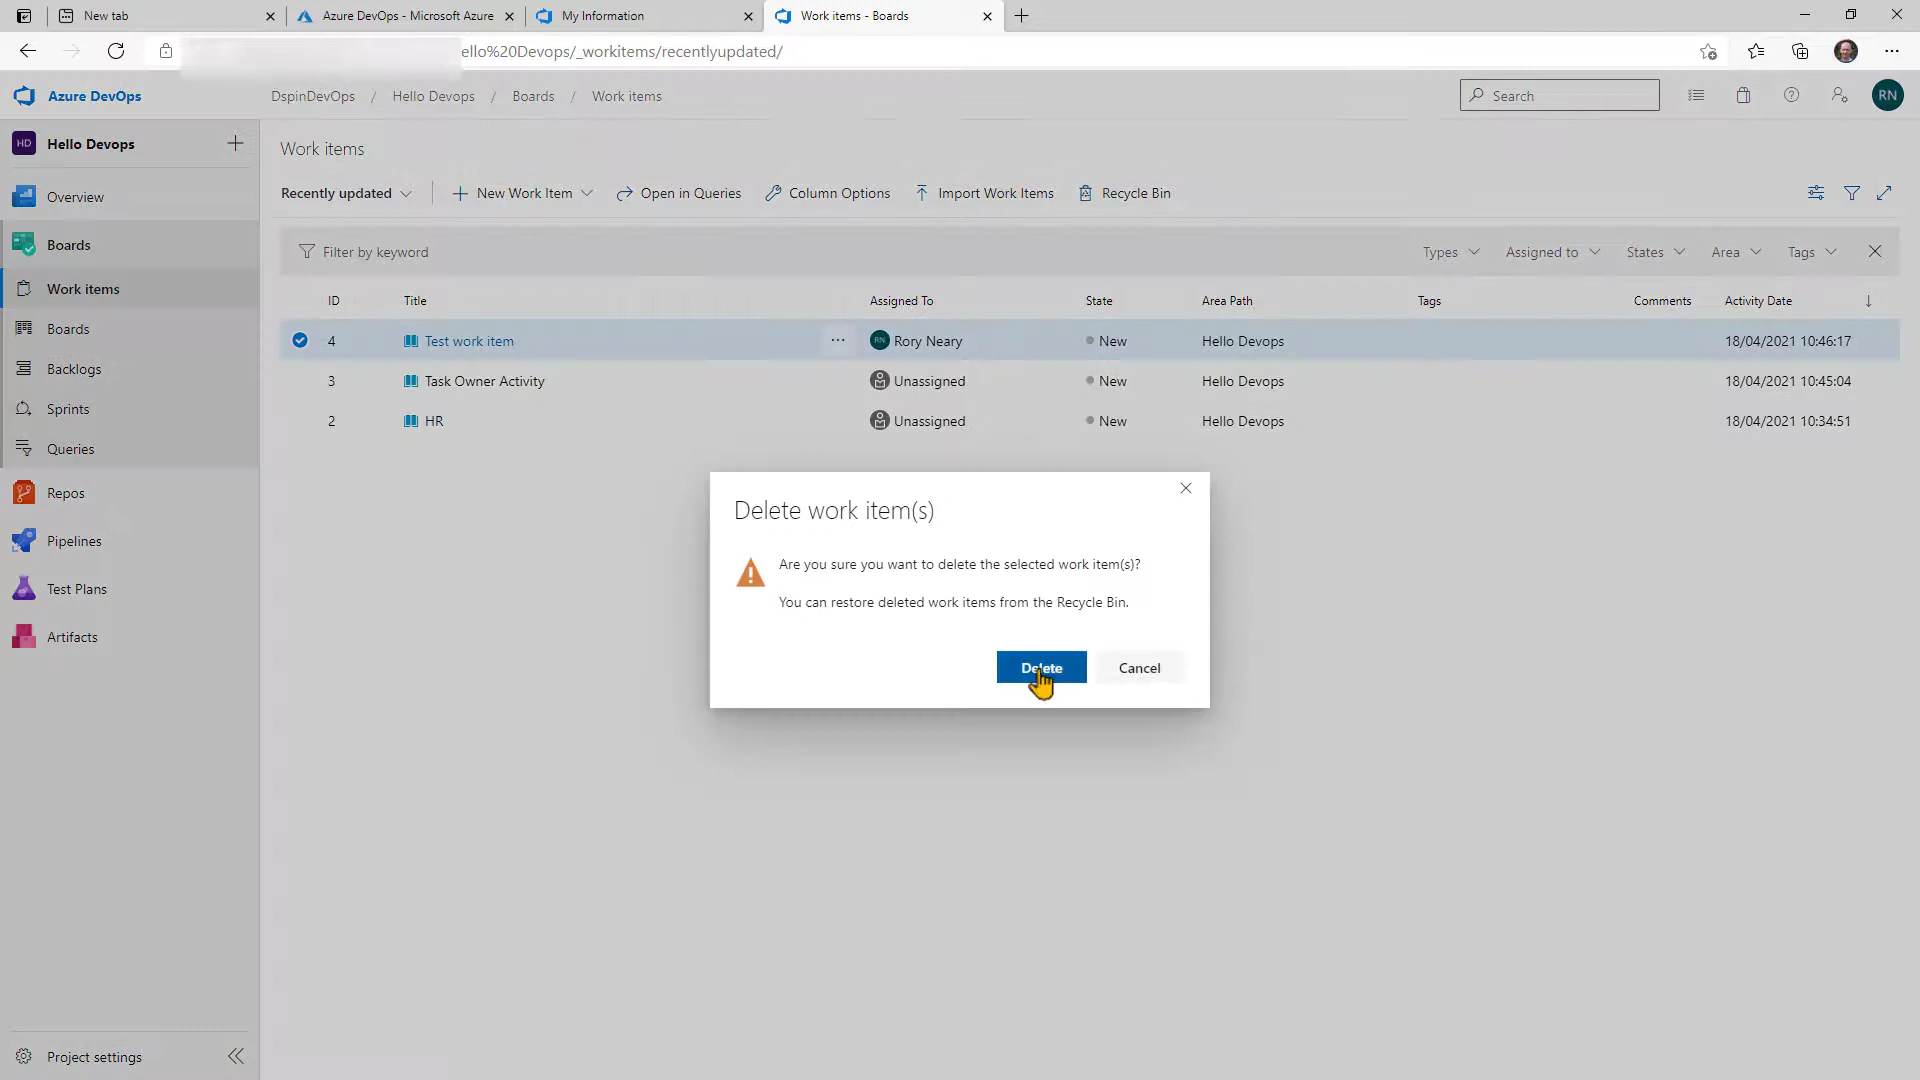 New tab
Azure DevOps - Microsoft Azure
My Information
Work items - Boards
ello%20Devops/_workitems/recentlyupdated/
Azure DevOps
DspinDevOps / Hello Devops / Boards / Work items
Search
RN
HD Hello Devops
Work items
Overview
Recently updated
New Work Item
Open in Queries
Column Options
Import Work Items
Recycle Bin
Boards
Filter by keyword
Types
Assigned to
States
Area
Tags
Work items
ID Title Assigned To State Area Path Tags Comments Activity Date
Boards
4 Test work item ... RN Rory Neary New Hello Devops 18/04/2021 10:46:17
Backlogs
3 Task Owner Activity Unassigned New Hello Devops 18/04/2021 10:45:04
Sprints
2 HR Unassigned New Hello Devops 18/04/2021 10:34:51
Queries
Repos
Pipelines
Test Plans
Artifacts
Delete work item(s)
Are you sure you want to delete the selected work item(s)?
You can restore deleted work items from the Recycle Bin.
Delete
Cancel
Project settings